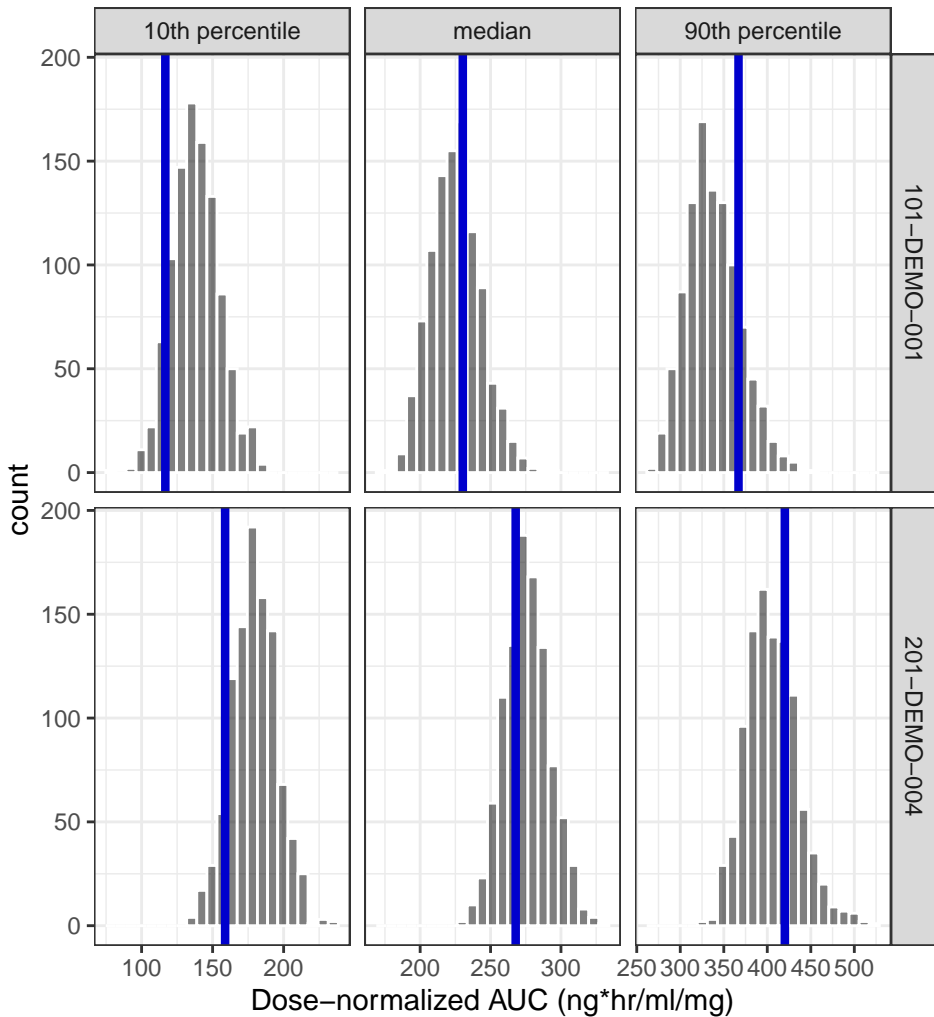 10th percentile
median
90th percentile
count
200
150
100
50
0
101−DEMO−001
200
150
100
50
0
201−DEMO−004
100 150 200
200 250 300
250 300 350 400 450 500
Dose−normalized AUC (ng*hr/ml/mg)